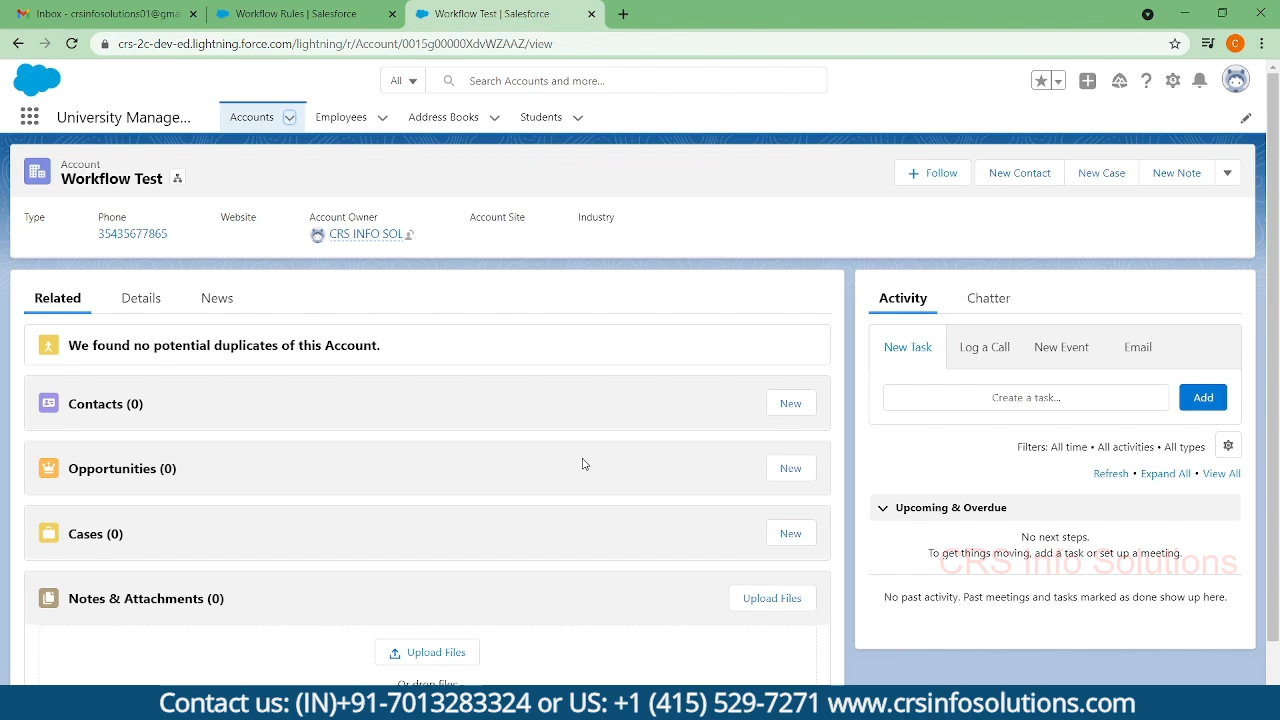 Inbox - crsinfosolutions01@gmai
Workflow Rules | Salesforce
Workflow Test | Salesforce
crs-2c-dev-ed.lightning.force.com/lightning/r/Account/0015g00000XdvWZAAZ/view
C
All
Search Accounts and more...
University Manage...
Accounts
Employees
Address Books
Students
Account
Workflow Test
Follow
New Contact
New Case
New Note
Type
Phone
Website
Account Owner
Account Site
Industry
35435677865
CRS INFO SOL
Related
Details
News
We found no potential duplicates of this Account.
Contacts (0)
New
Opportunities (0)
New
Cases (0)
New
Notes & Attachments (0)
Upload Files
Upload Files
Or drop files
Activity
Chatter
New Task
Log a Call
New Event
Email
Create a task...
Add
Filters: All time • All activities • All types
Refresh • Expand All • View All
Upcoming & Overdue
No next steps.
To get things moving, add a task or set up a meeting.
CRS Info Solutions
No past activity. Past meetings and tasks marked as done show up here.
Contact us: (IN)+91-7013283324 or US: +1 (415) 529-7271 www.crsinfosolutions.com